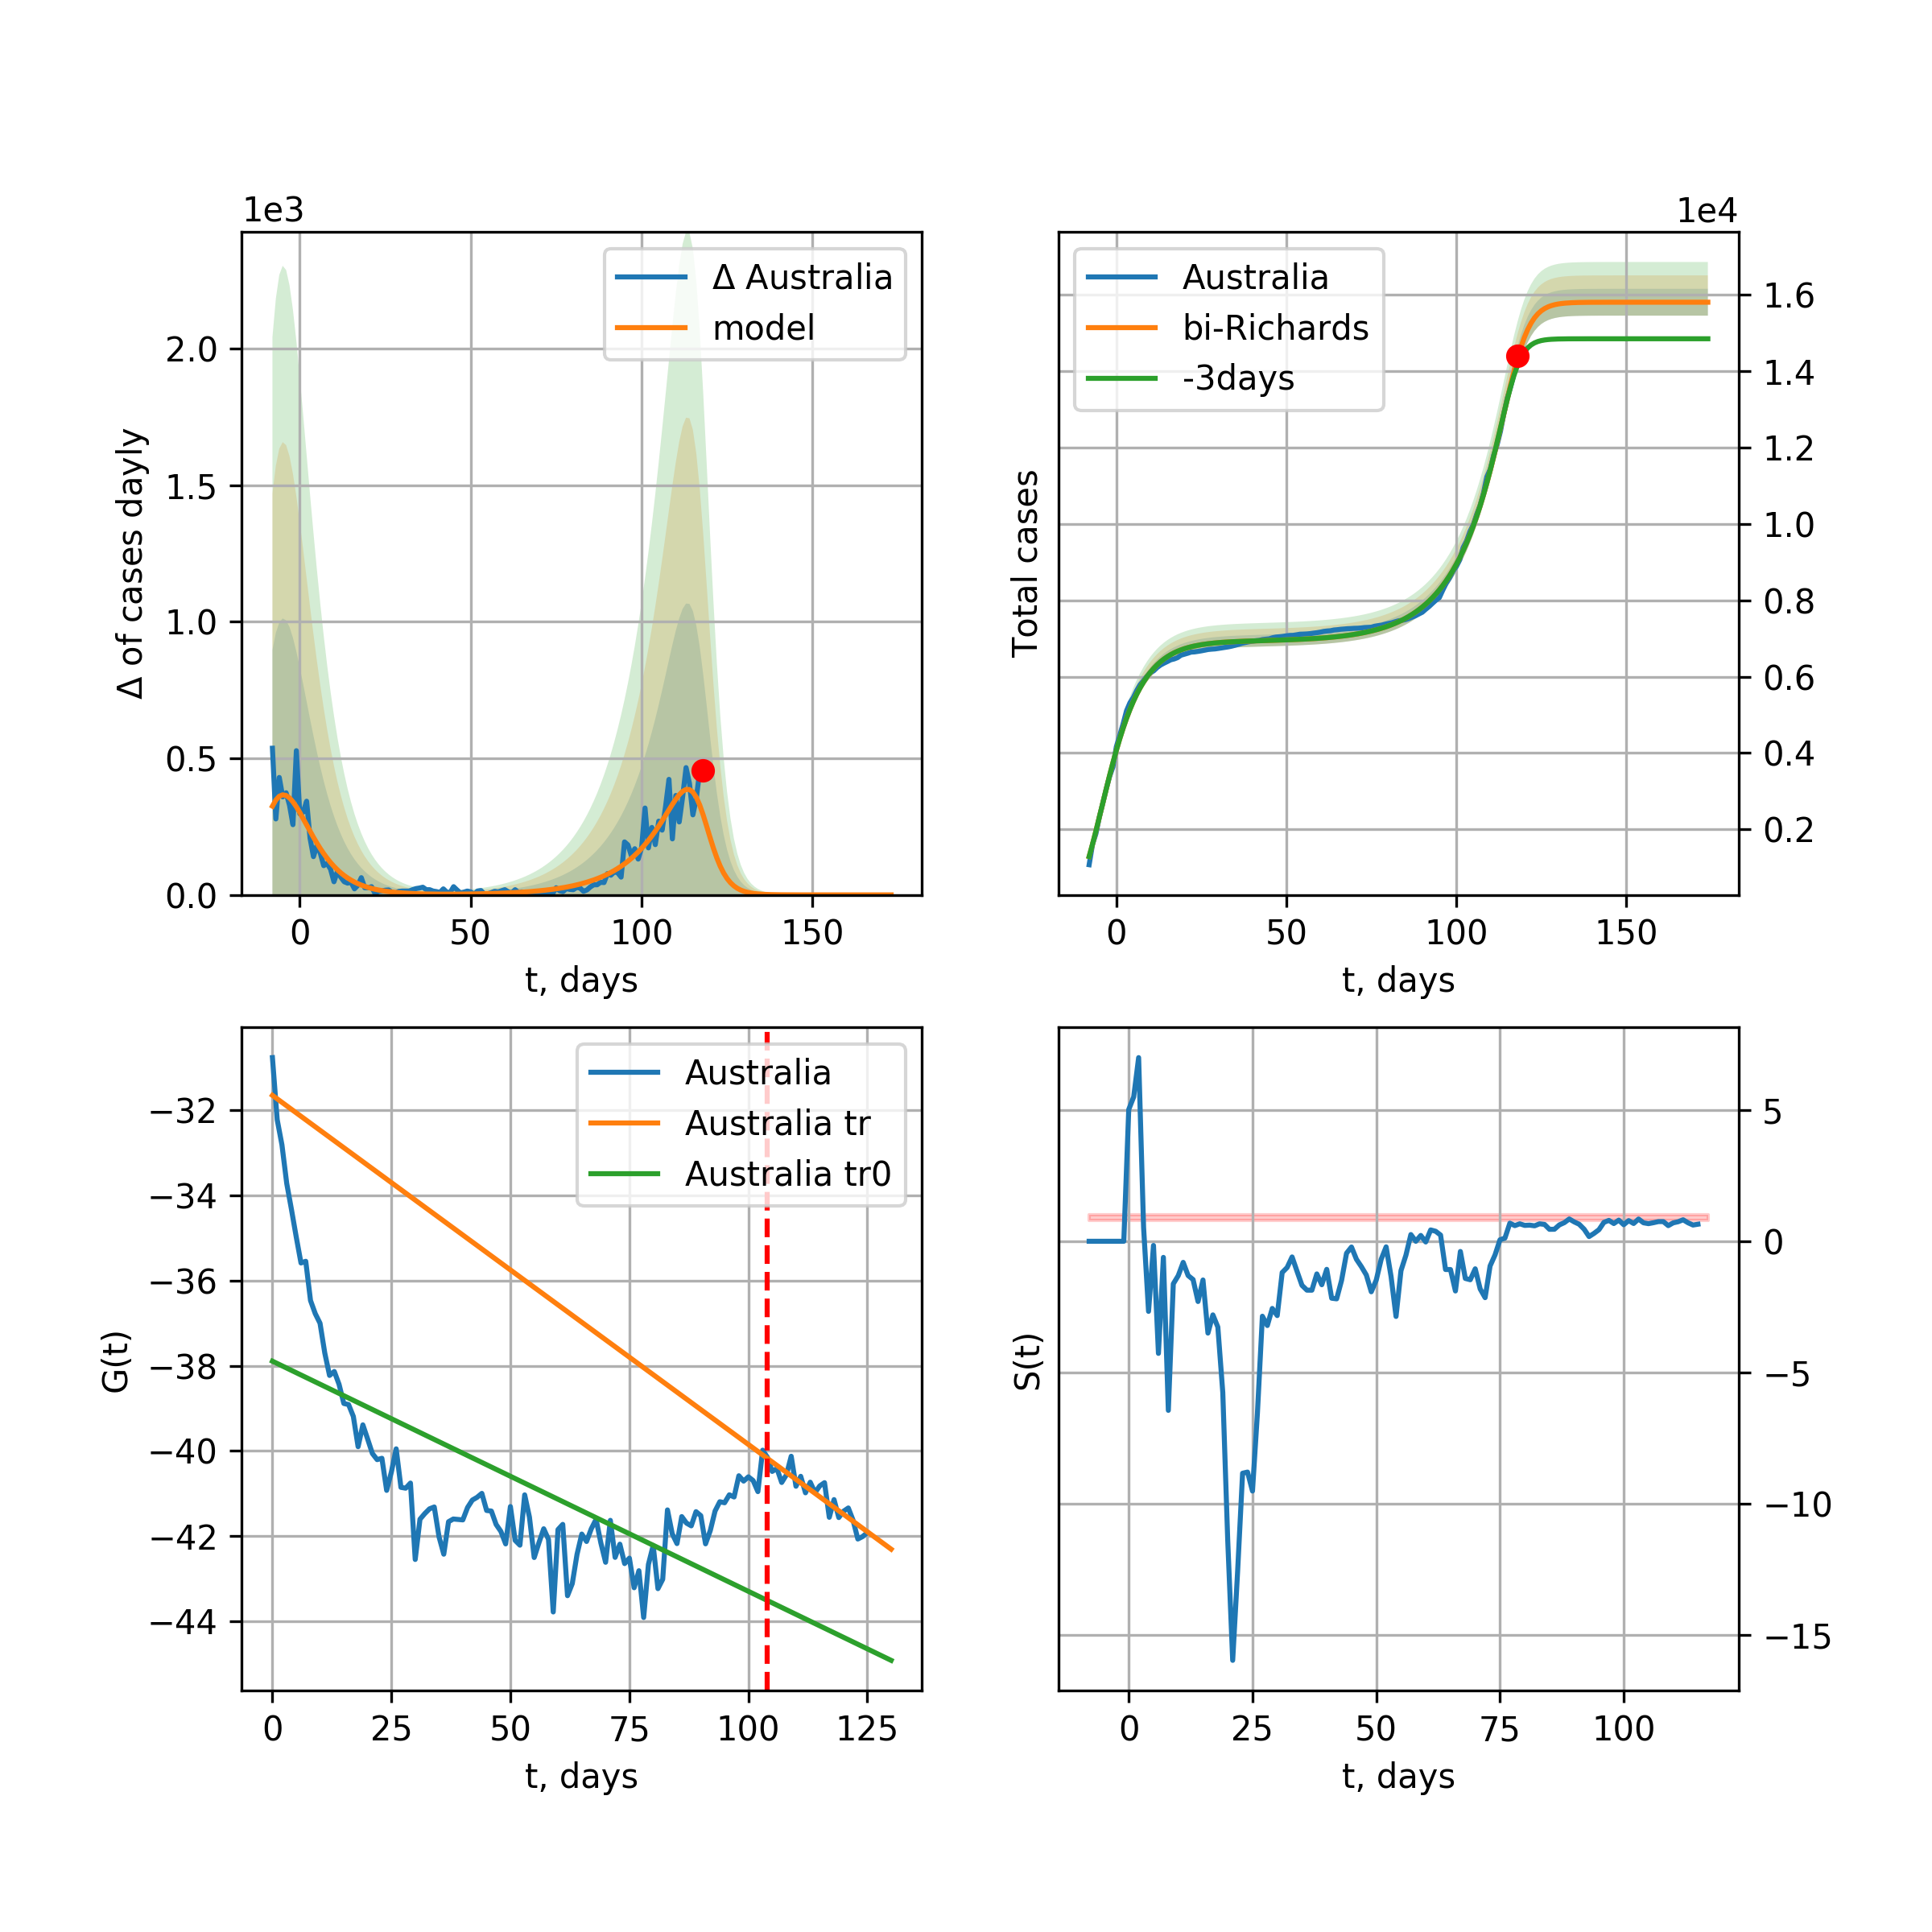 1e3
Δ of cases dayly
2.0
1.5
1.0
0.5
0.0
0 50 100 150
t, days
Δ Australia
model
1e4
Total cases
1.6
1.4
1.2
1.0
0.8
0.6
0.4
0.2
0 50 100 150
t, days
Australia
bi-Richards
-3days
G(t)
−32
−34
−36
−38
−40
−42
−44
0 25 50 75 100 125
t, days
Australia
Australia tr
Australia tr0
S(t)
5
0
−5
−10
−15
0 25 50 75 100
t, days